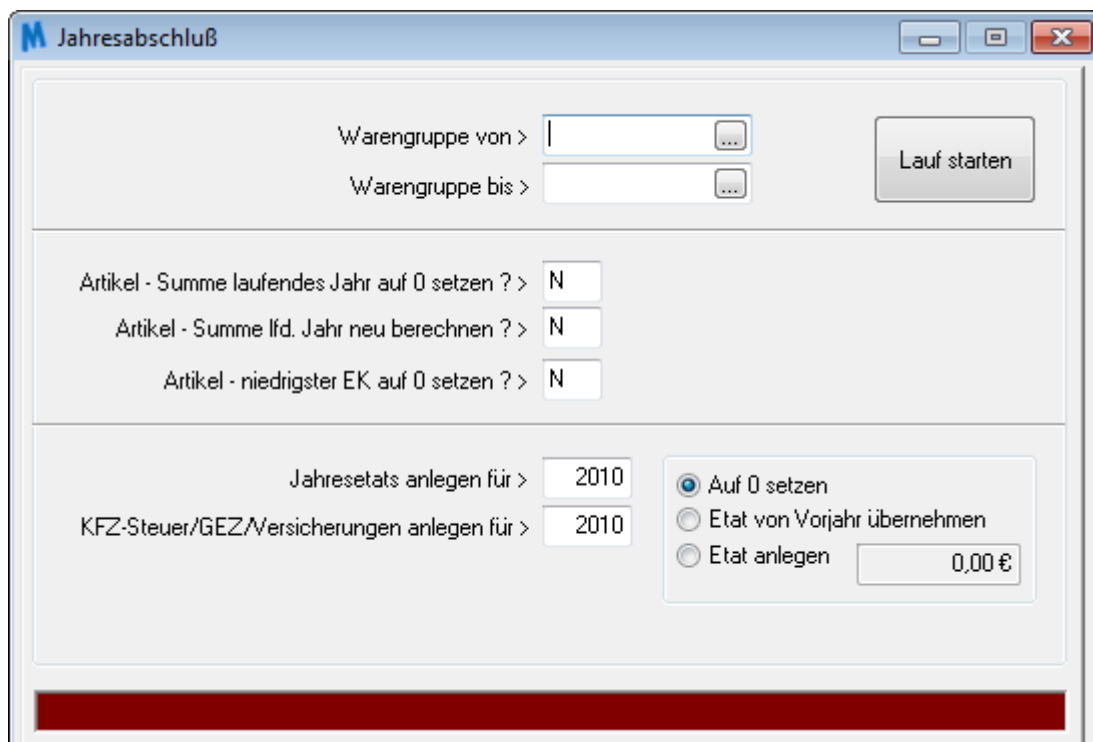 M Jahresabschluß
Warengruppe von > ...
Lauf starten
Warengruppe bis > ...
Artikel - Summe laufendes Jahr auf 0 setzen ? > N
Artikel - Summe lfd. Jahr neu berechnen ? > N
Artikel - niedrigster EK auf 0 setzen ? > N
Jahresetats anlegen für > 2010
KFZ-Steuer/GEZ/Versicherungen anlegen für > 2010
Auf 0 setzen
Etat von Vorjahr übernehmen
Etat anlegen 0,00 €